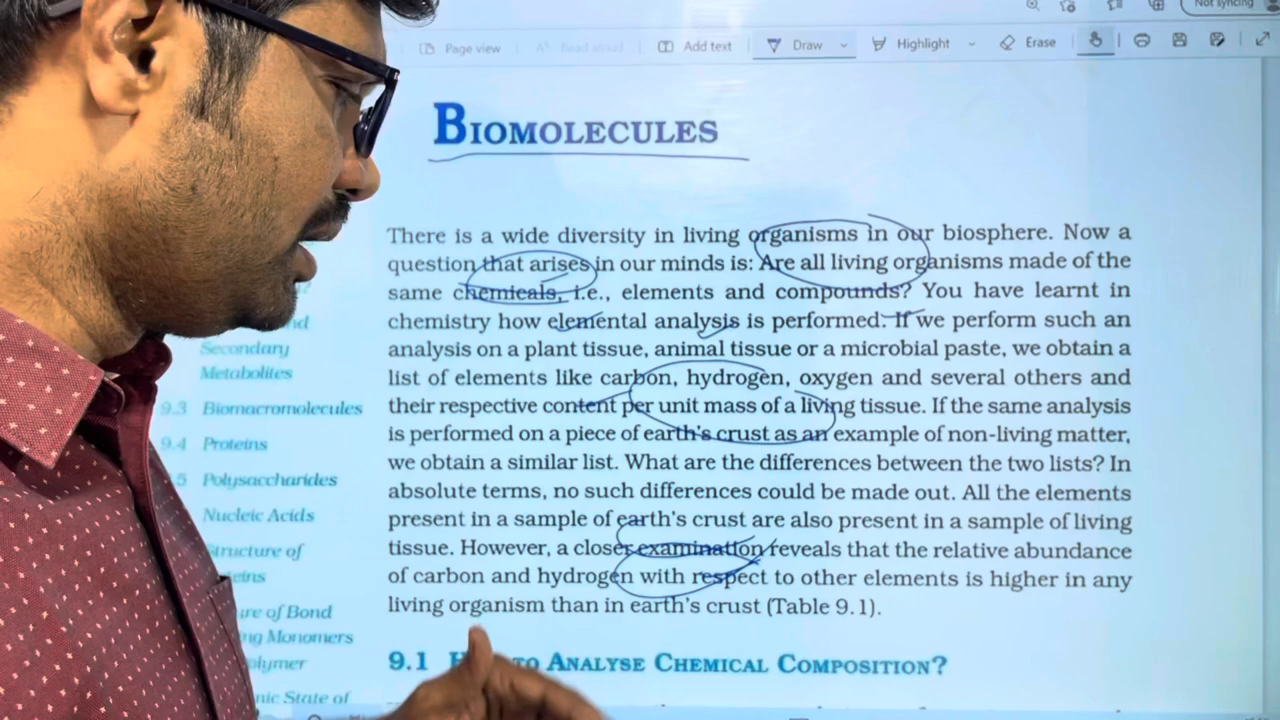 Not syncing
Page view
Read aloud
Add text
Draw
Highlight
Erase
BIOMOLECULES
There is a wide diversity in living organisms in our biosphere. Now a
question that arises in our minds is: Are all living organisms made of the
same chemicals, i.e., elements and compounds? You have learnt in
chemistry how elemental analysis is performed. If we perform such an
analysis on a plant tissue, animal tissue or a microbial paste, we obtain a
list of elements like carbon, hydrogen, oxygen and several others and
their respective content per unit mass of a living tissue. If the same analysis
is performed on a piece of earth's crust as an example of non-living matter,
we obtain a similar list. What are the differences between the two lists? In
absolute terms, no such differences could be made out. All the elements
present in a sample of earth's crust are also present in a sample of living
tissue. However, a closer examination reveals that the relative abundance
of carbon and hydrogen with respect to other elements is higher in any
living organism than in earth's crust (Table 9.1).
Secondary
Metabolites
9.3 Biomacromolecules
9.4 Proteins
5 Polysaccharides
Nucleic Acids
Structure of
ure of Bond
Monomers
State of
9.1 TO ANALYSE CHEMICAL COMPOSITION?